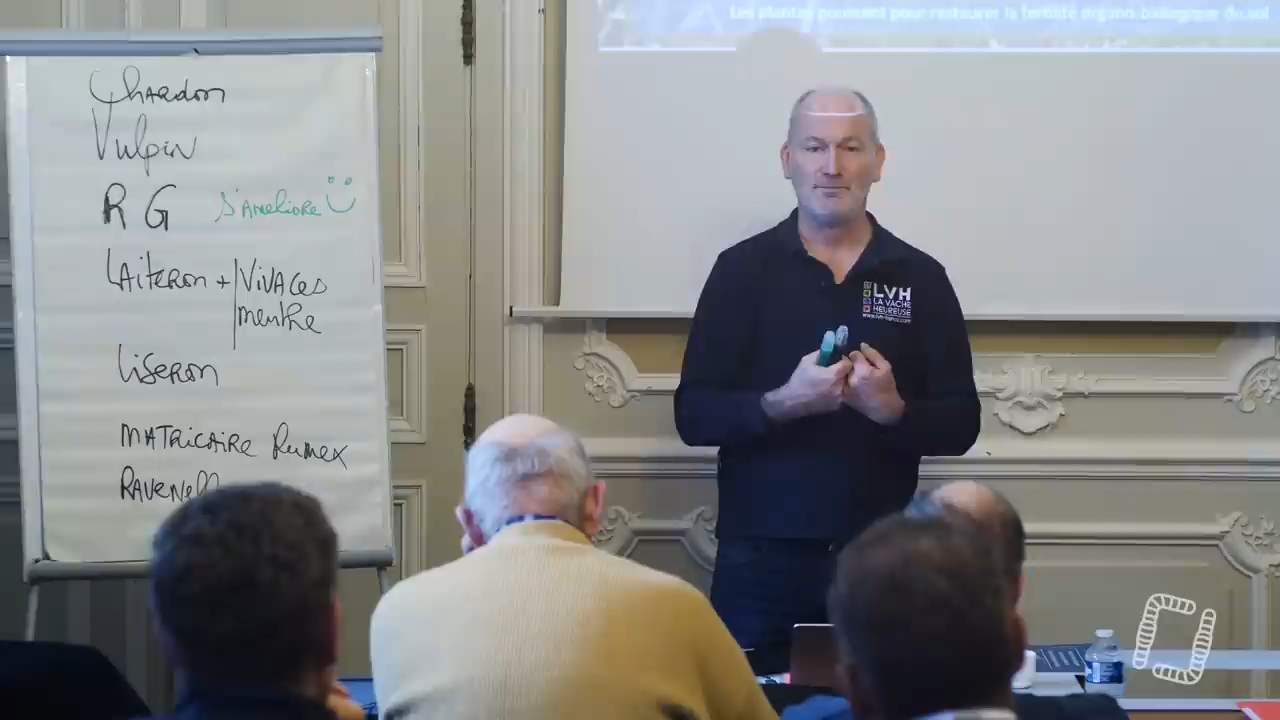 Les plantes poussent pour restaurer la fertilité organo-biologique du sol
Chardon
Vulpin
R G s'Améliore
LAiteron + VivAces
menthe
Liseron
MATRICAIRE Rumex
RAVEnell
LVH
LA VACHE
HEUREUSE